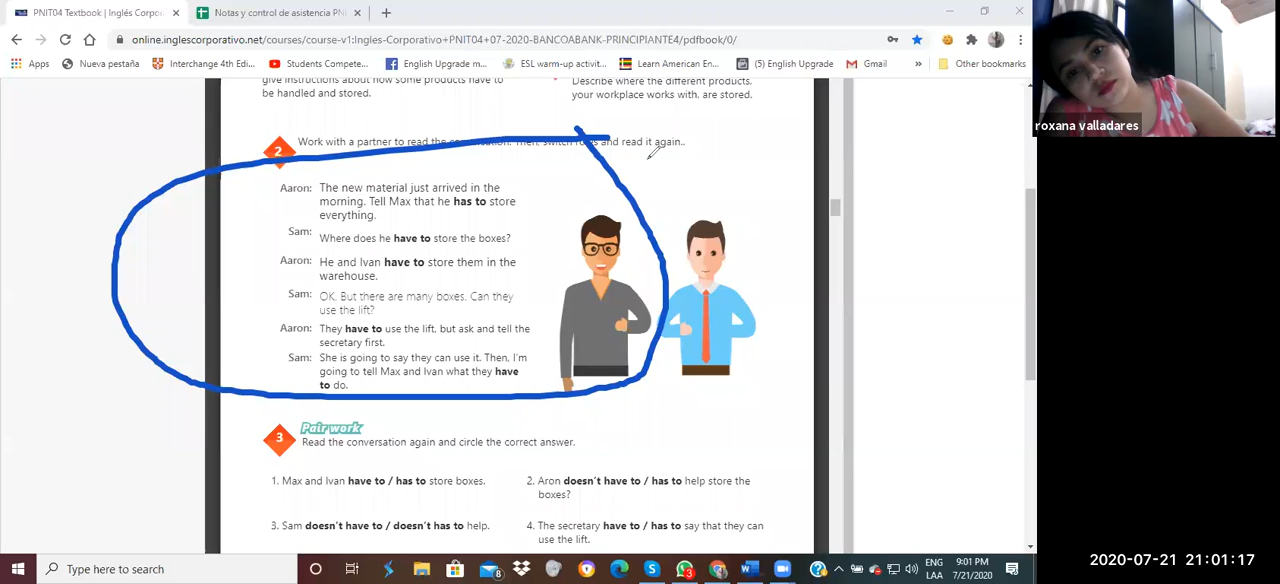 PNIT04 Textbook | Inglés Corpo
Notas y control de asistencia PN
online.inglescorporativo.net/courses/course-v1:Ingles-Corporativo+PNIT04+07-2020-BANCOABANK-PRINCIPIANTE4/pdfbook/0/
Apps
Nueva pestaña
Interchange 4th Edi...
Students Compete...
English Upgrade m...
ESL warm-up activit...
Learn American En...
(5) English Upgrade
Gmail
»
Other bookmarks
give instructions about how some products have to
be handled and stored.
Describe where the different products,
your workplace works with, are stored.
2
Work with a partner to read the conversation. Then, switch roles and read it again..
Aaron: The new material just arrived in the
morning. Tell Max that he has to store
everything.
Sam: Where does he have to store the boxes?
Aaron: He and Ivan have to store them in the
warehouse.
Sam: OK. But there are many boxes. Can they
use the lift?
Aaron: They have to use the lift, but ask and tell the
secretary first.
Sam: She is going to say they can use it. Then, I'm
going to tell Max and Ivan what they have
to do.
3
Pair work
Read the conversation again and circle the correct answer.
1. Max and Ivan have to / has to store boxes.
2. Aron doesn't have to / has to help store the
boxes?
3. Sam doesn't have to / doesn't has to help.
4. The secretary have to / has to say that they can
use the lift.
roxana valladares
Type here to search
8
3
ENG
LAA
9:01 PM
7/21/2020
2020-07-21 21:01:17